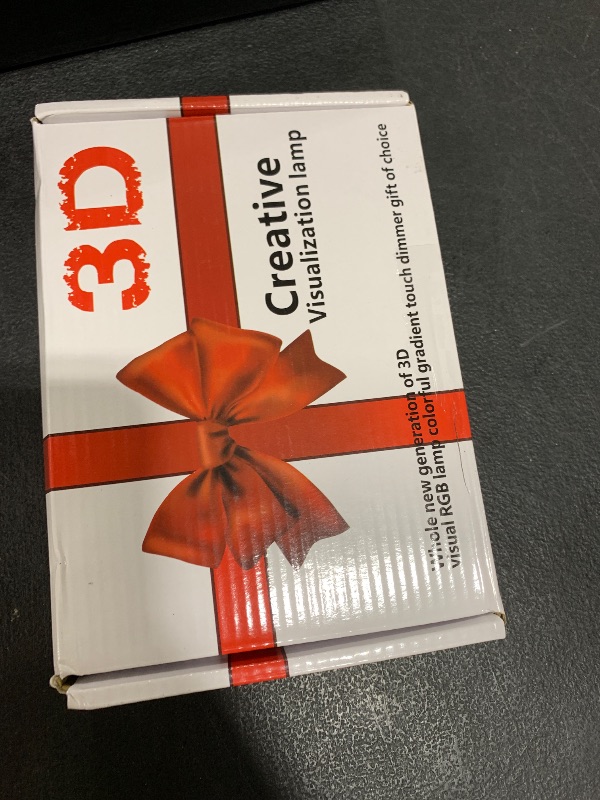 3D
Creative
Visualization lamp
Whole new generation of 3D
visual RGB lamp colorful gradient touch dimmer gift of choice